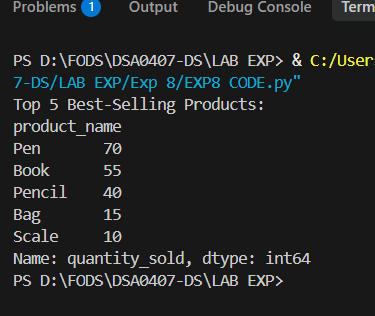 Problems 1 Output Debug Console Term
PS D:\FODS\DSA0407-DS\LAB EXP> & C:/Users
7-DS/LAB EXP/Exp 8/EXP8 CODE.py"
Top 5 Best-Selling Products:
product_name
Pen 70
Book 55
Pencil 40
Bag 15
Scale 10
Name: quantity_sold, dtype: int64
PS D:\FODS\DSA0407-DS\LAB EXP>